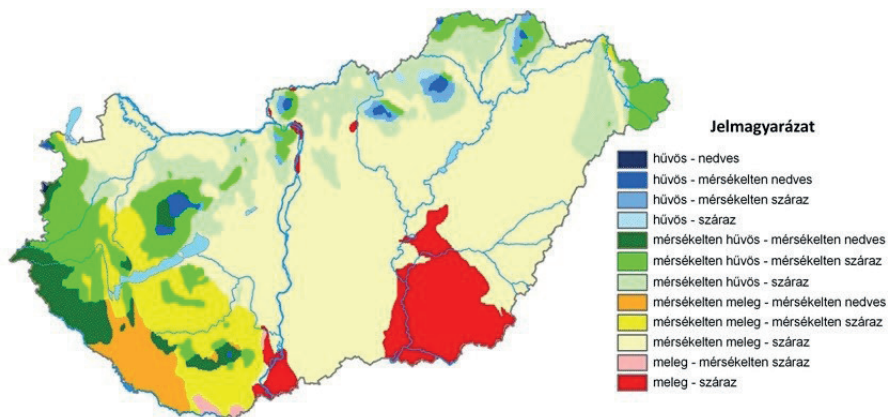 Jelmagyarázat
hűvös - nedves
hűvös - mérsékelten nedves
hűvös - mérsékelten száraz
hűvös - száraz
mérsékelten hűvös - mérsékelten nedves
mérsékelten hűvös - mérsékelten száraz
mérsékelten hűvös - száraz
mérsékelten meleg - mérsékelten nedves
mérsékelten meleg - mérsékelten száraz
mérsékelten meleg - száraz
meleg - mérsékelten száraz
meleg - száraz